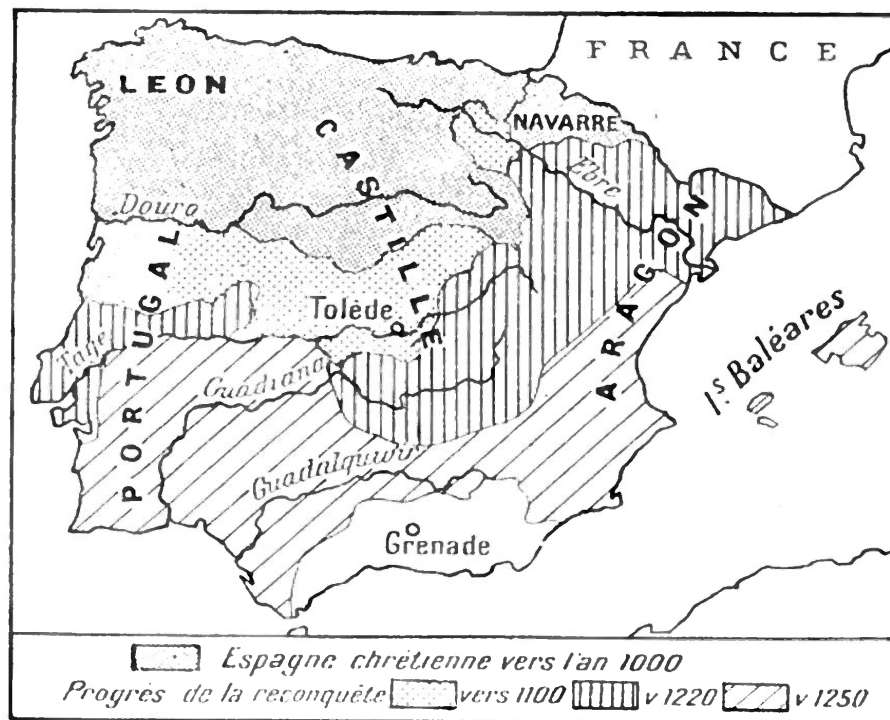 FRANCE
LEON
CASTILLE
NAVARRE
Ebre
Douro
PORTUGAL
ARAGON
Tolède
Tage
Iˢ. Baléares
Guadiana
Guadalquivir
Grenade
Espagne chrétienne vers l'an 1000
Progrès de la reconquête vers 1100 v 1220 v 1250